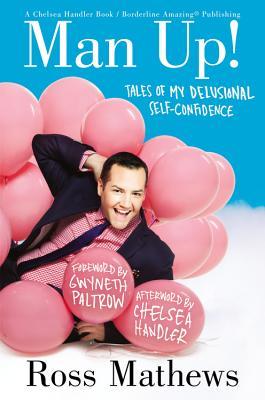 A Chelsea Handler Book / Borderline Amazing® Publishing
Man Up!
TALES OF MY DELUSIONAL
SELF-CONFIDENCE
FOREWORD BY
GWYNETH
PALTROW
AFTERWORD BY
CHELSEA
HANDLER
Ross Mathews